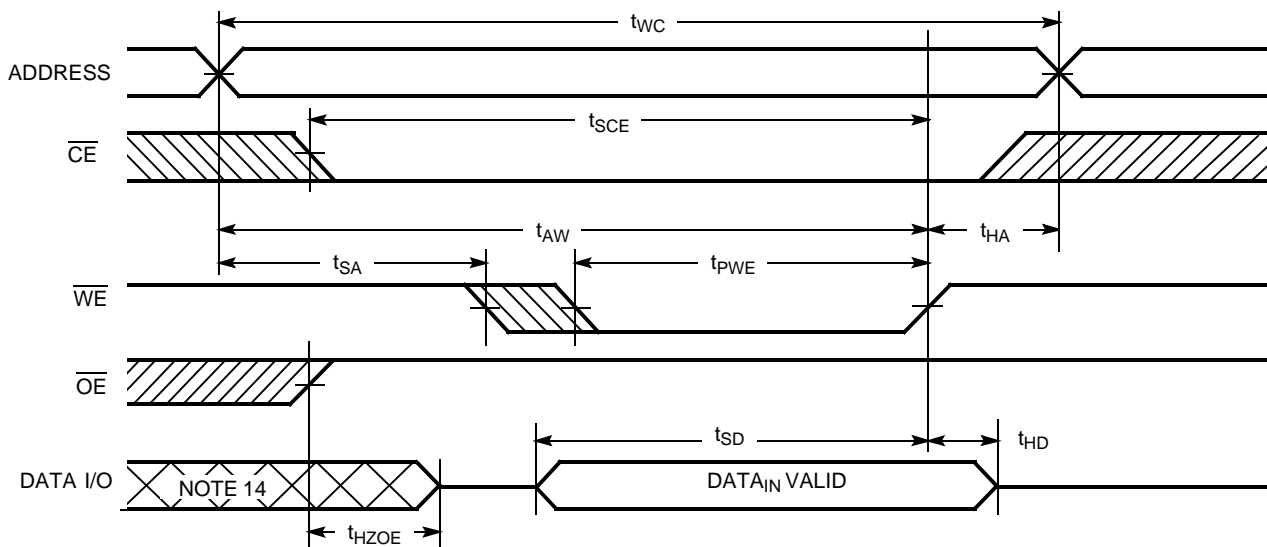 tWC
ADDRESS
tSCE
CE
tAW
tHA
tSA
tPWE
WE
OE
tSD
tHD
DATA I/O
NOTE 14
DATAIN VALID
tHZOE